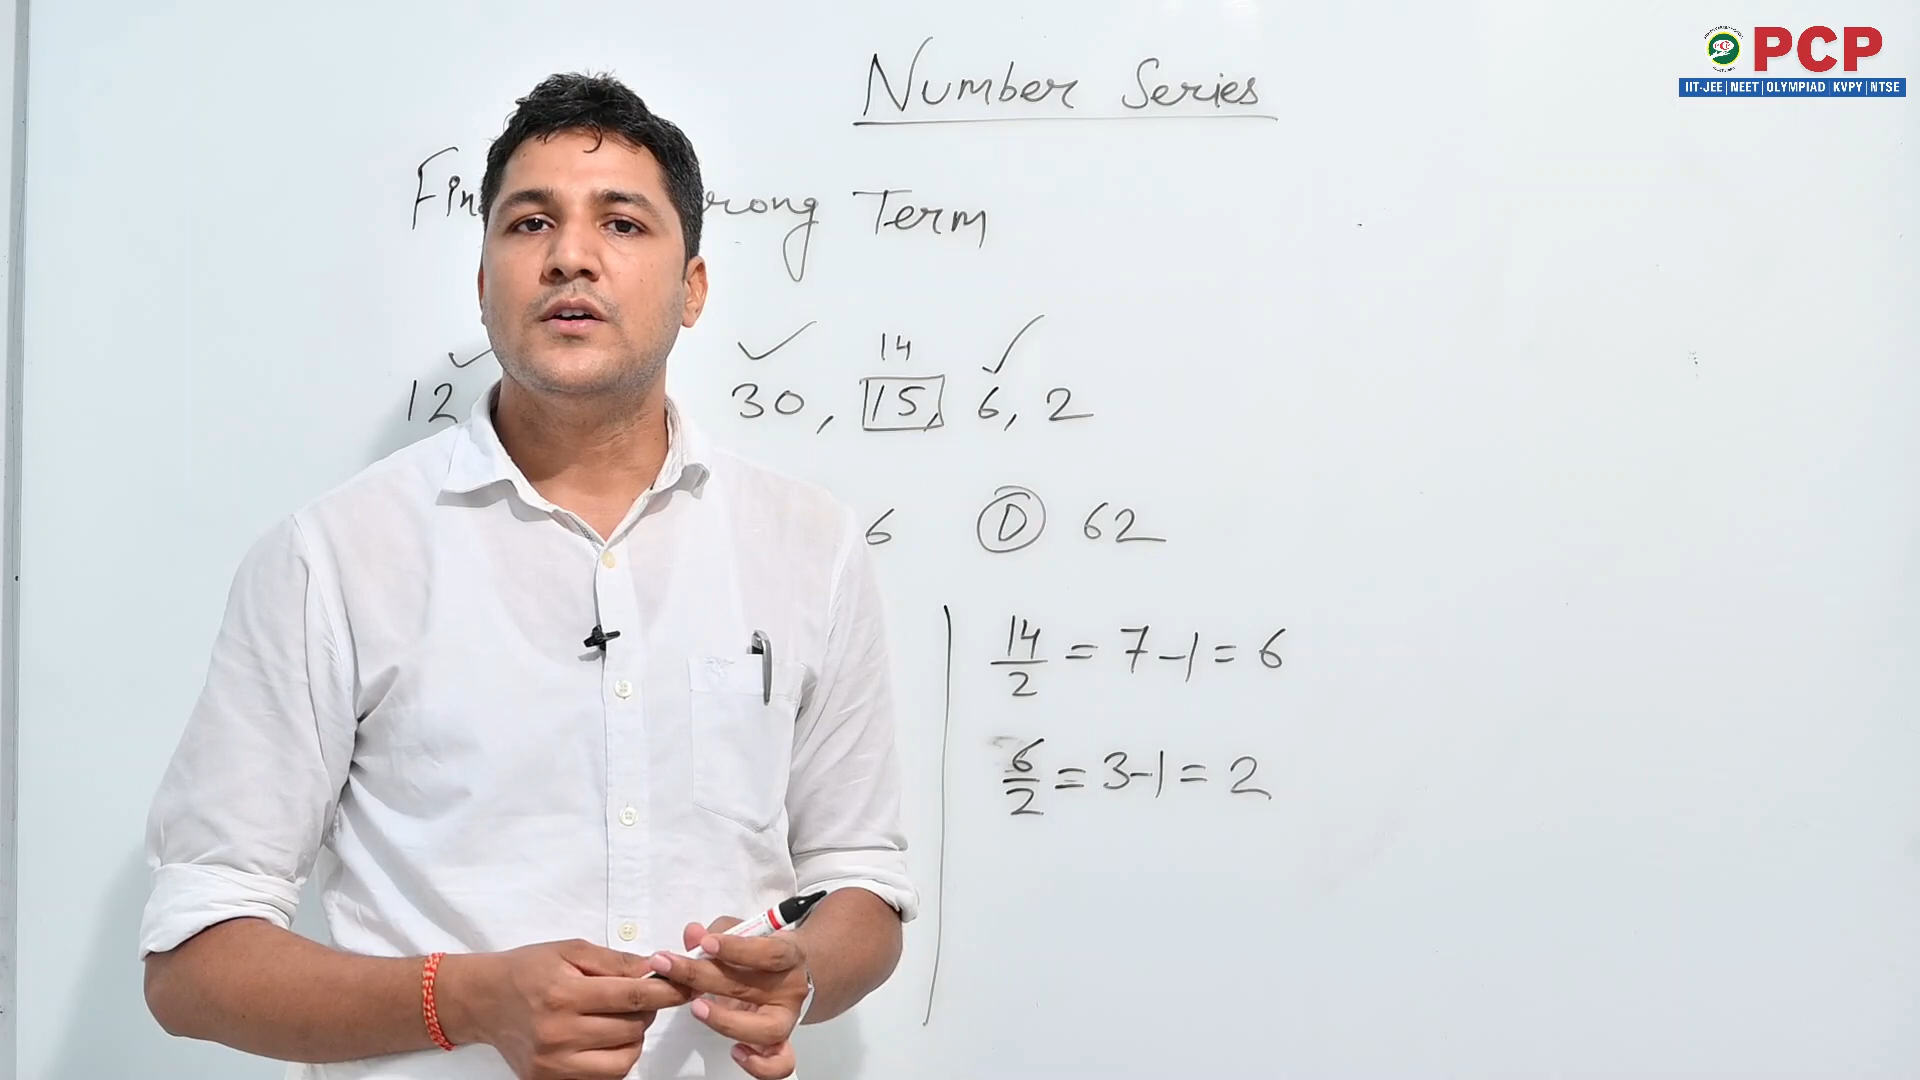 PCP
IIT-JEE | NEET | OLYMPIAD | KVPY | NTSE
Number Series
Term
14
12 30, 15, 6, 2
6 D 62
14/2 = 7-1 = 6
6/2 = 3-1 = 2